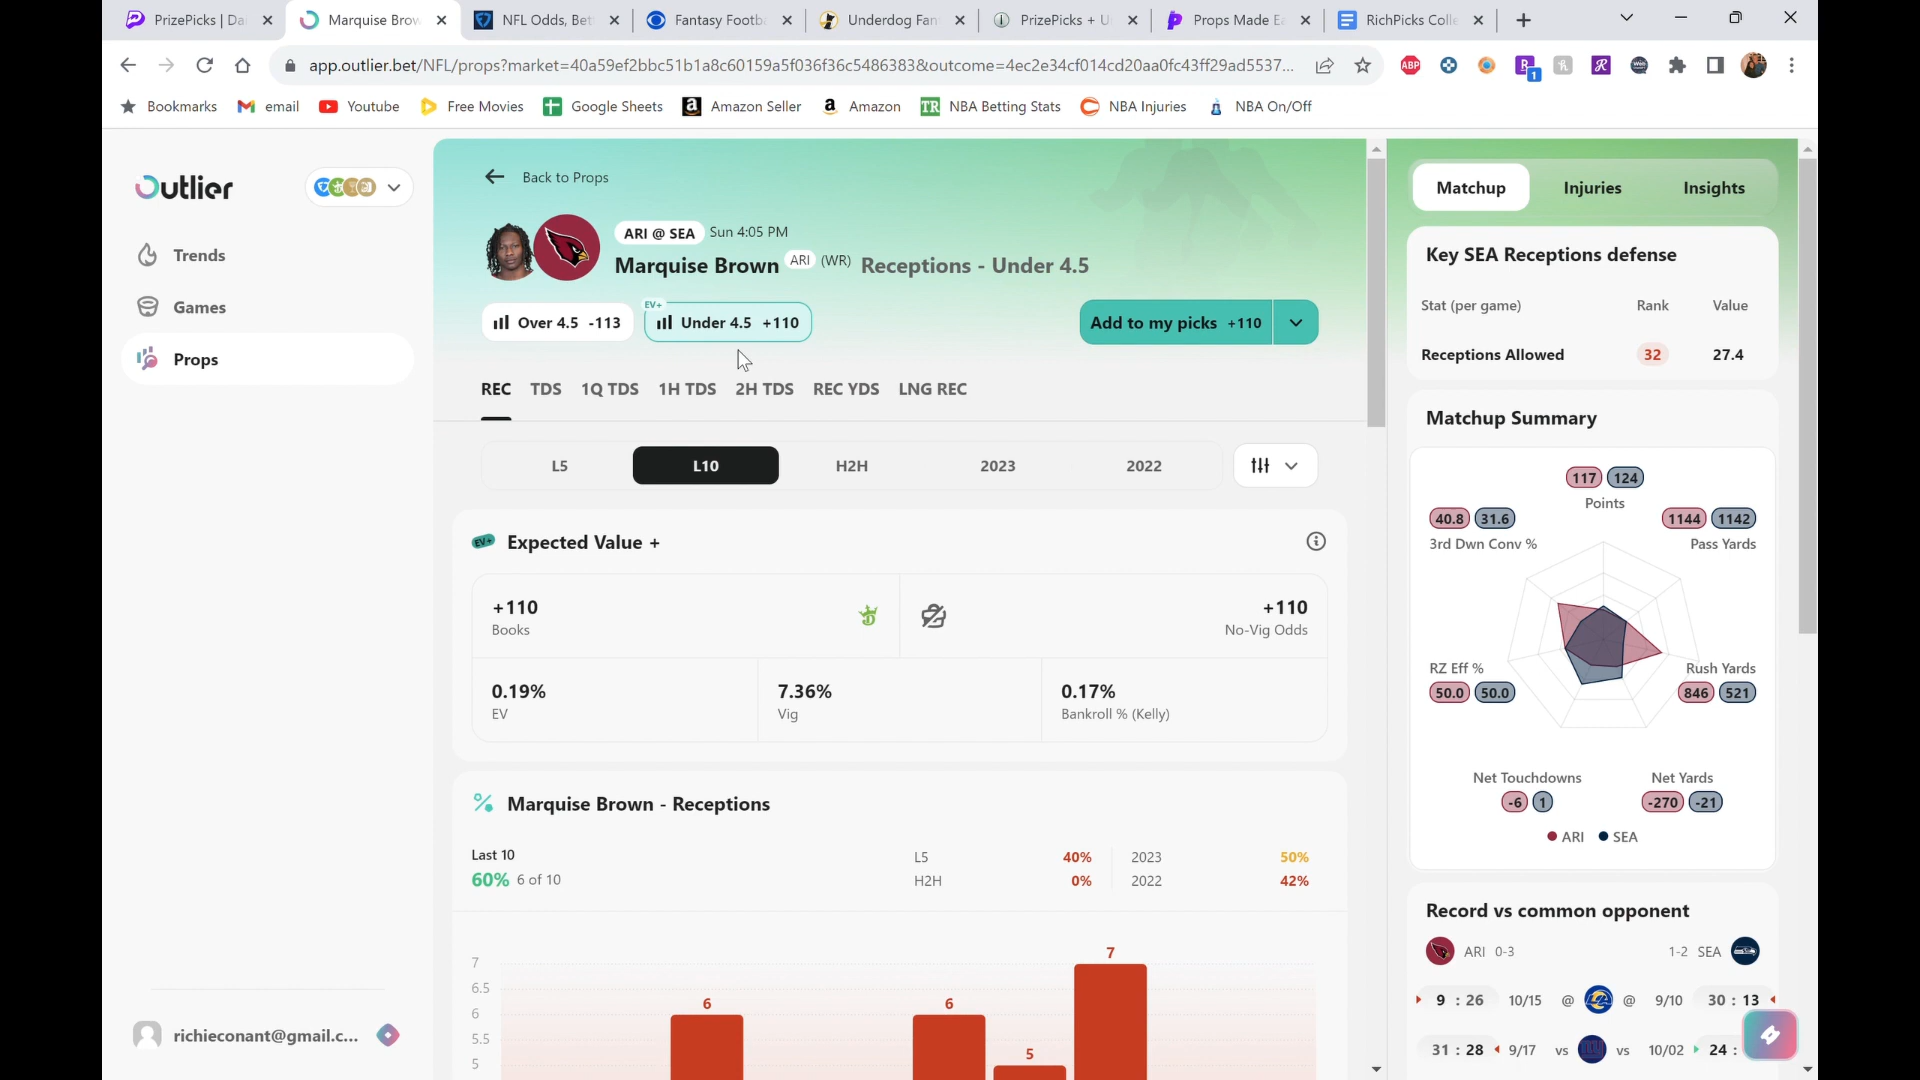 PrizePicks | Da
Marquise Brow
NFL Odds, Bet
Fantasy Footb
Underdog Fan
PrizePicks + U
Props Made Ea
RichPicks Colle
app.outlier.bet/NFL/props?market=40a59ef2bbc51b1a8c60159a5f036f36c5486383&outcome=4ec2e34cf014cd20aa0fc43ff29ad5537...
ABP
1
Bookmarks
email
Youtube
Free Movies
Google Sheets
Amazon Seller
Amazon
TR
NBA Betting Stats
NBA Injuries
NBA On/Off
Outlier
Trends
Games
Props
richieconant@gmail.c...
Back to Props
ARI @ SEA Sun 4:05 PM
Marquise Brown ARI (WR) Receptions - Under 4.5
EV+
Over 4.5 -113
Under 4.5 +110
Add to my picks +110
REC TDS 1Q TDS 1H TDS 2H TDS REC YDS LNG REC
L5 L10 H2H 2023 2022
EV+ Expected Value +
+110
Books
+110
No-Vig Odds
0.19%
EV
7.36%
Vig
0.17%
Bankroll % (Kelly)
Marquise Brown - Receptions
Last 10
60% 6 of 10
L5 40% 2023 50%
H2H 0% 2022 42%
7
6.5
6
5.5
5
6
6
5
7
Matchup Injuries Insights
Key SEA Receptions defense
Stat (per game) Rank Value
Receptions Allowed 32 27.4
Matchup Summary
117 124
Points
40.8 31.6
3rd Dwn Conv %
1144 1142
Pass Yards
RZ Eff %
50.0 50.0
Rush Yards
846 521
Net Touchdowns
-6 1
Net Yards
-270 -21
ARI SEA
Record vs common opponent
ARI 0-3 1-2 SEA
9 : 26 10/15 @ @ 9/10 30 : 13
31 : 28 9/17 vs vs 10/02 24 :